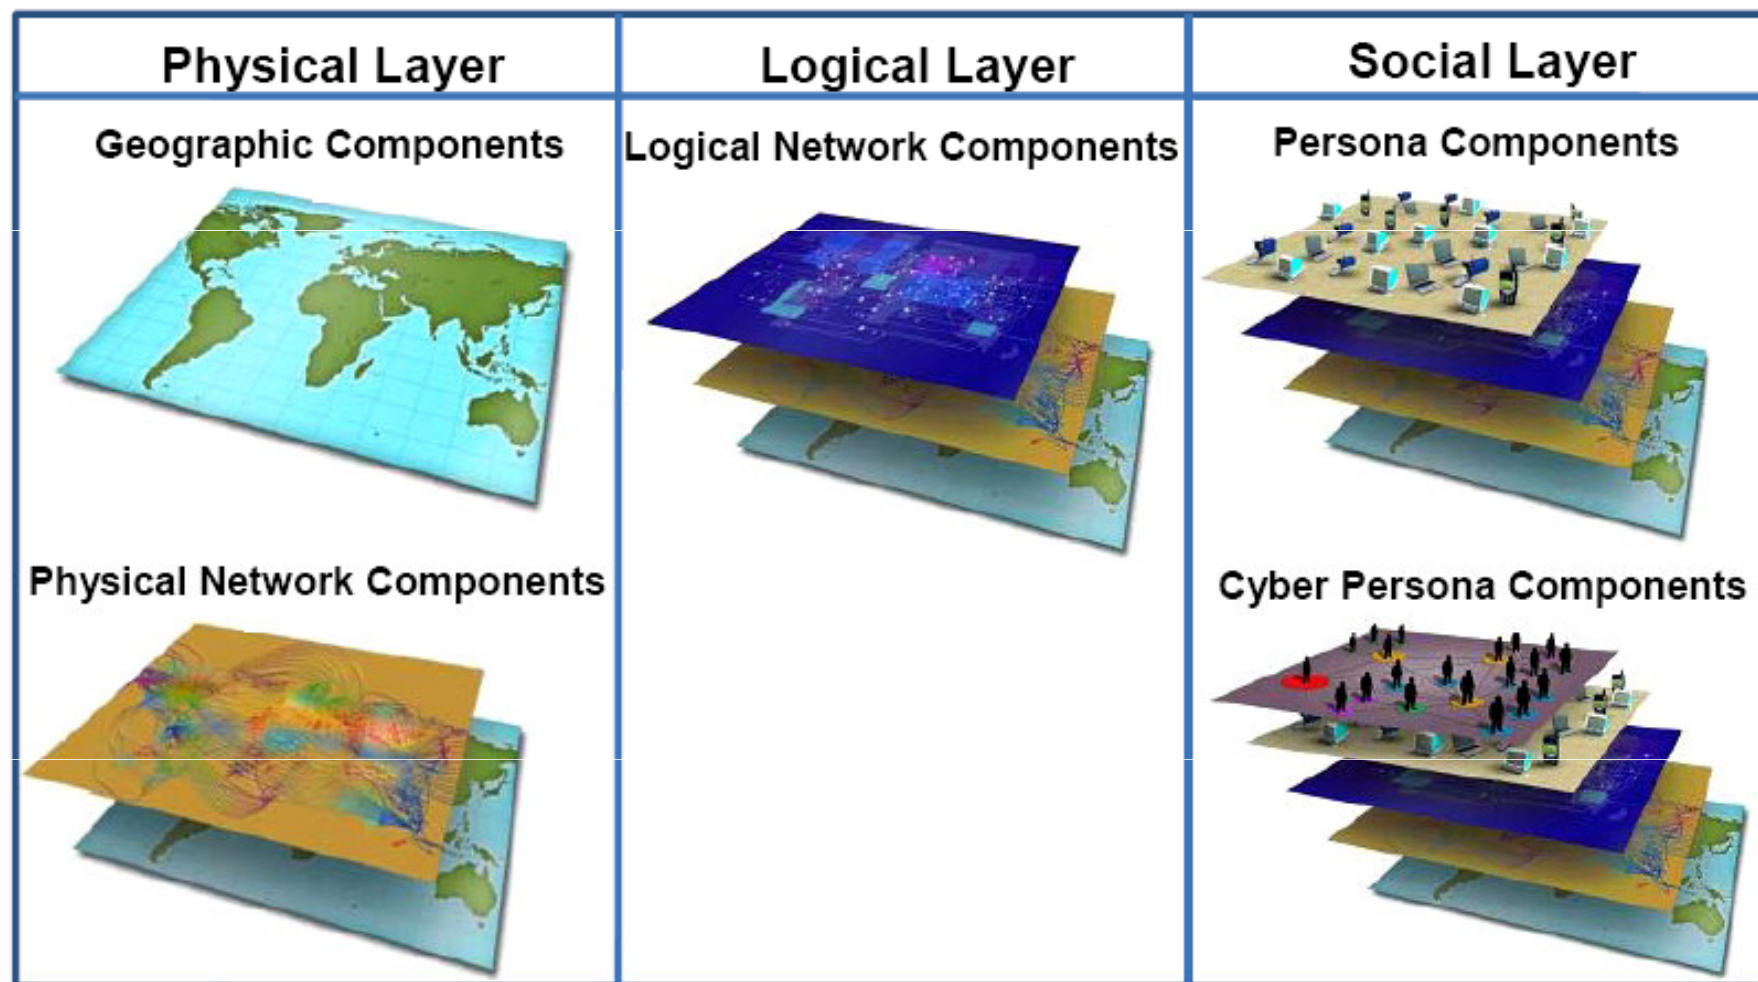 Physical Layer
Logical Layer
Social Layer
Geographic Components
Logical Network Components
Persona Components
Physical Network Components
Cyber Persona Components